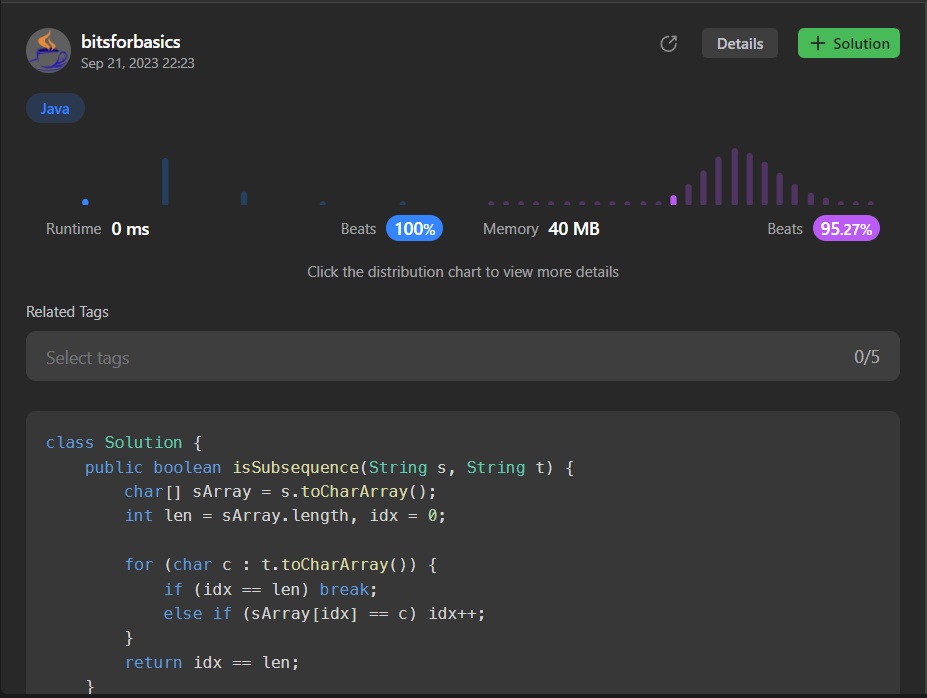 bitsforbasics
Sep 21, 2023 22:23
Details
+ Solution
Java
Runtime 0 ms Beats 100% Memory 40 MB Beats 95.27%
Click the distribution chart to view more details
Related Tags
Select tags 0/5
class Solution {
    public boolean isSubsequence(String s, String t) {
        char[] sArray = s.toCharArray();
        int len = sArray.length, idx = 0;

        for (char c : t.toCharArray()) {
            if (idx == len) break;
            else if (sArray[idx] == c) idx++;
        }
        return idx == len;
    }